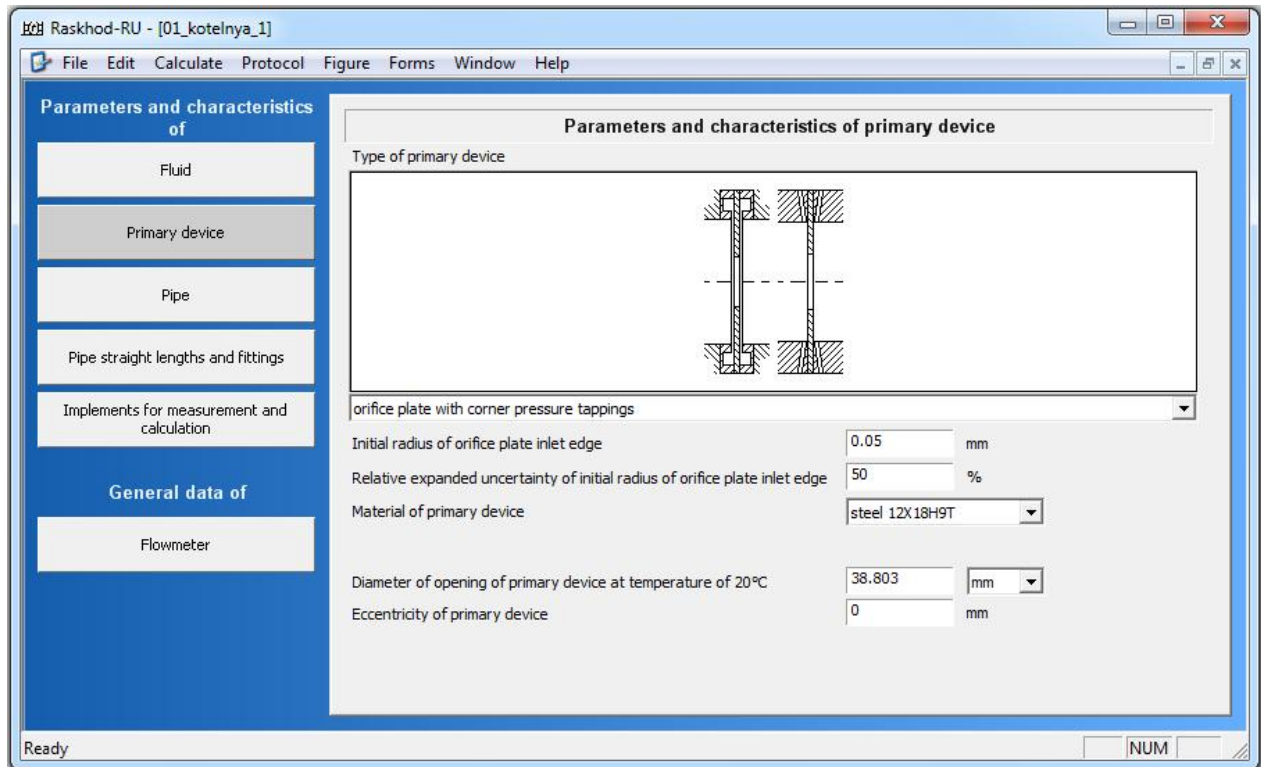 Raskhod-RU - [01_kotelnya_1]
File Edit Calculate Protocol Figure Forms Window Help
Parameters and characteristics
of
Fluid
Primary device
Pipe
Pipe straight lengths and fittings
Implements for measurement and
calculation
General data of
Flowmeter
Parameters and characteristics of primary device
Type of primary device
orifice plate with corner pressure tappings
Initial radius of orifice plate inlet edge 0.05 mm
Relative expanded uncertainty of initial radius of orifice plate inlet edge 50 %
Material of primary device steel 12X18H9T
Diameter of opening of primary device at temperature of 20°C 38.803 mm
Eccentricity of primary device 0 mm
Ready NUM